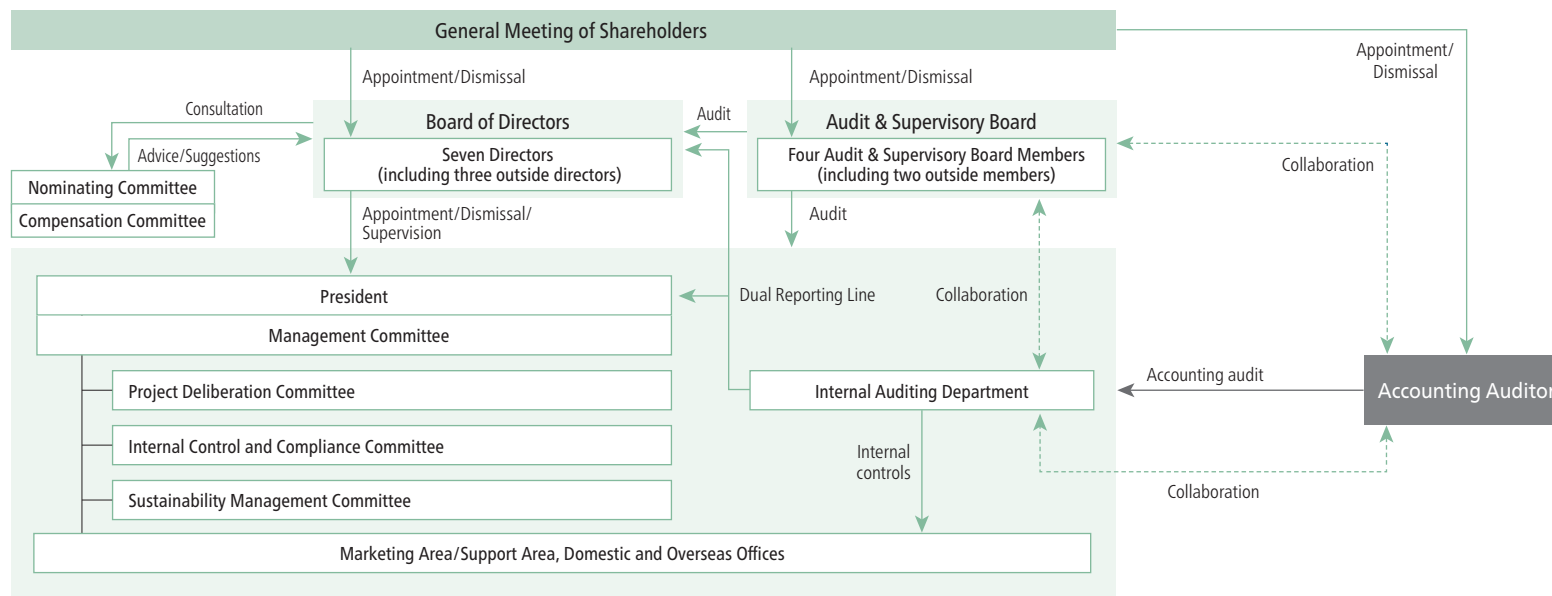 General Meeting of Shareholders
Appointment/Dismissal
Appointment/Dismissal
Appointment/
Dismissal
Consultation
Advice/Suggestions
Nominating Committee
Compensation Committee
Board of Directors
Seven Directors
(including three outside directors)
Audit
Audit & Supervisory Board
Four Audit & Supervisory Board Members
(including two outside members)
Collaboration
Appointment/Dismissal/
Supervision
Audit
President
Management Committee
Dual Reporting Line
Collaboration
Project Deliberation Committee
Internal Control and Compliance Committee
Sustainability Management Committee
Internal Auditing Department
Accounting audit
Accounting Auditor
Internal
controls
Collaboration
Marketing Area/Support Area, Domestic and Overseas Offices